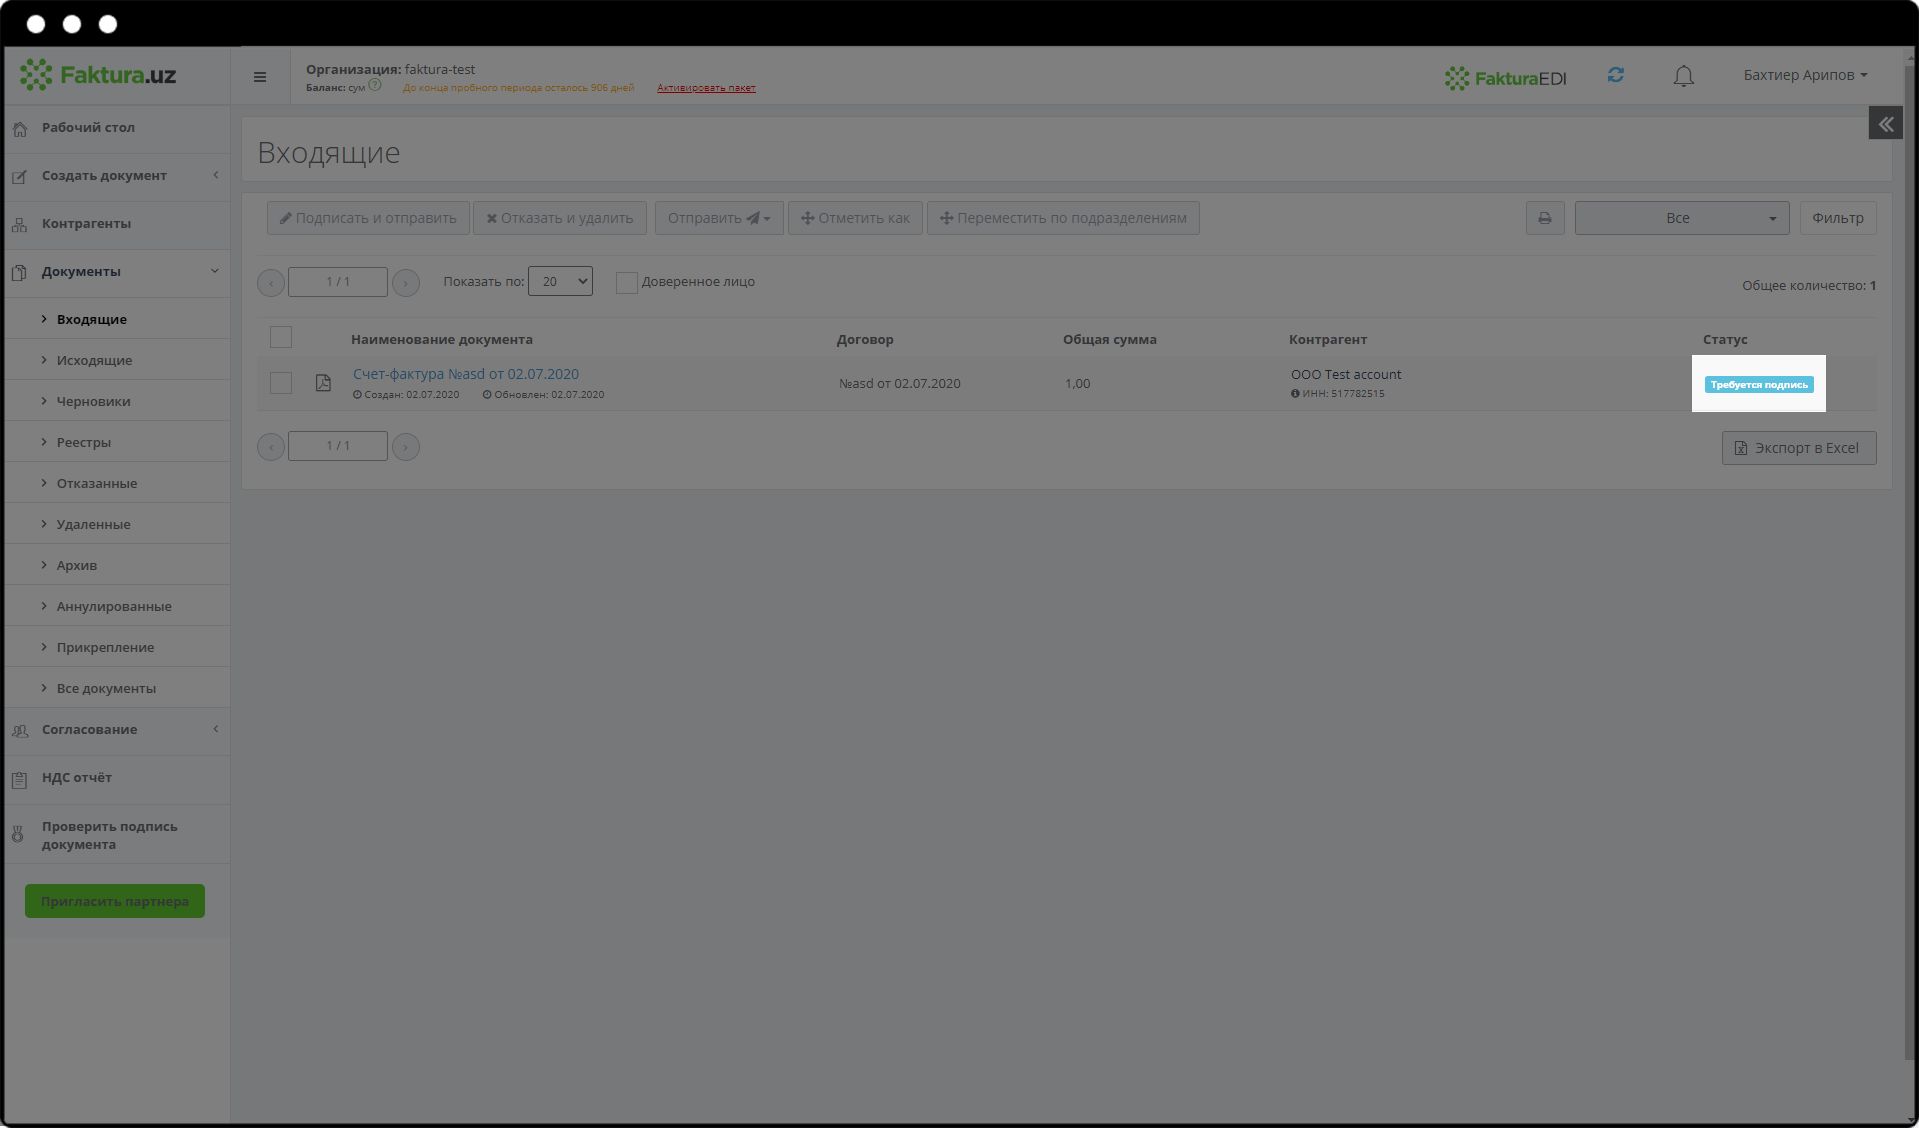 Faktura.uz
Организация: faktura-test
Баланс: сум ? До конца пробного периода осталось 906 дней Активировать пакет
FakturaEDI
Бахтиер Арипов
Рабочий стол
Создать документ
Контрагенты
Документы
Входящие
Исходящие
Черновики
Реестры
Отказанные
Удаленные
Архив
Аннулированные
Прикрепление
Все документы
Согласование
НДС отчёт
Проверить подпись
документа
Пригласить партнера
Входящие
Подписать и отправить Отказать и удалить Отправить Отметить как Переместить по подразделениям Все Фильтр
1 / 1 Показать по: 20 Доверенное лицо Общее количество: 1
Наименование документа Договор Общая сумма Контрагент Статус
Счет-фактура №asd от 02.07.2020 №asd от 02.07.2020 1,00 ООО Test account Требуется подпись
Создан: 02.07.2020 Обновлен: 02.07.2020 ИНН: 517782515
1 / 1 Экспорт в Excel